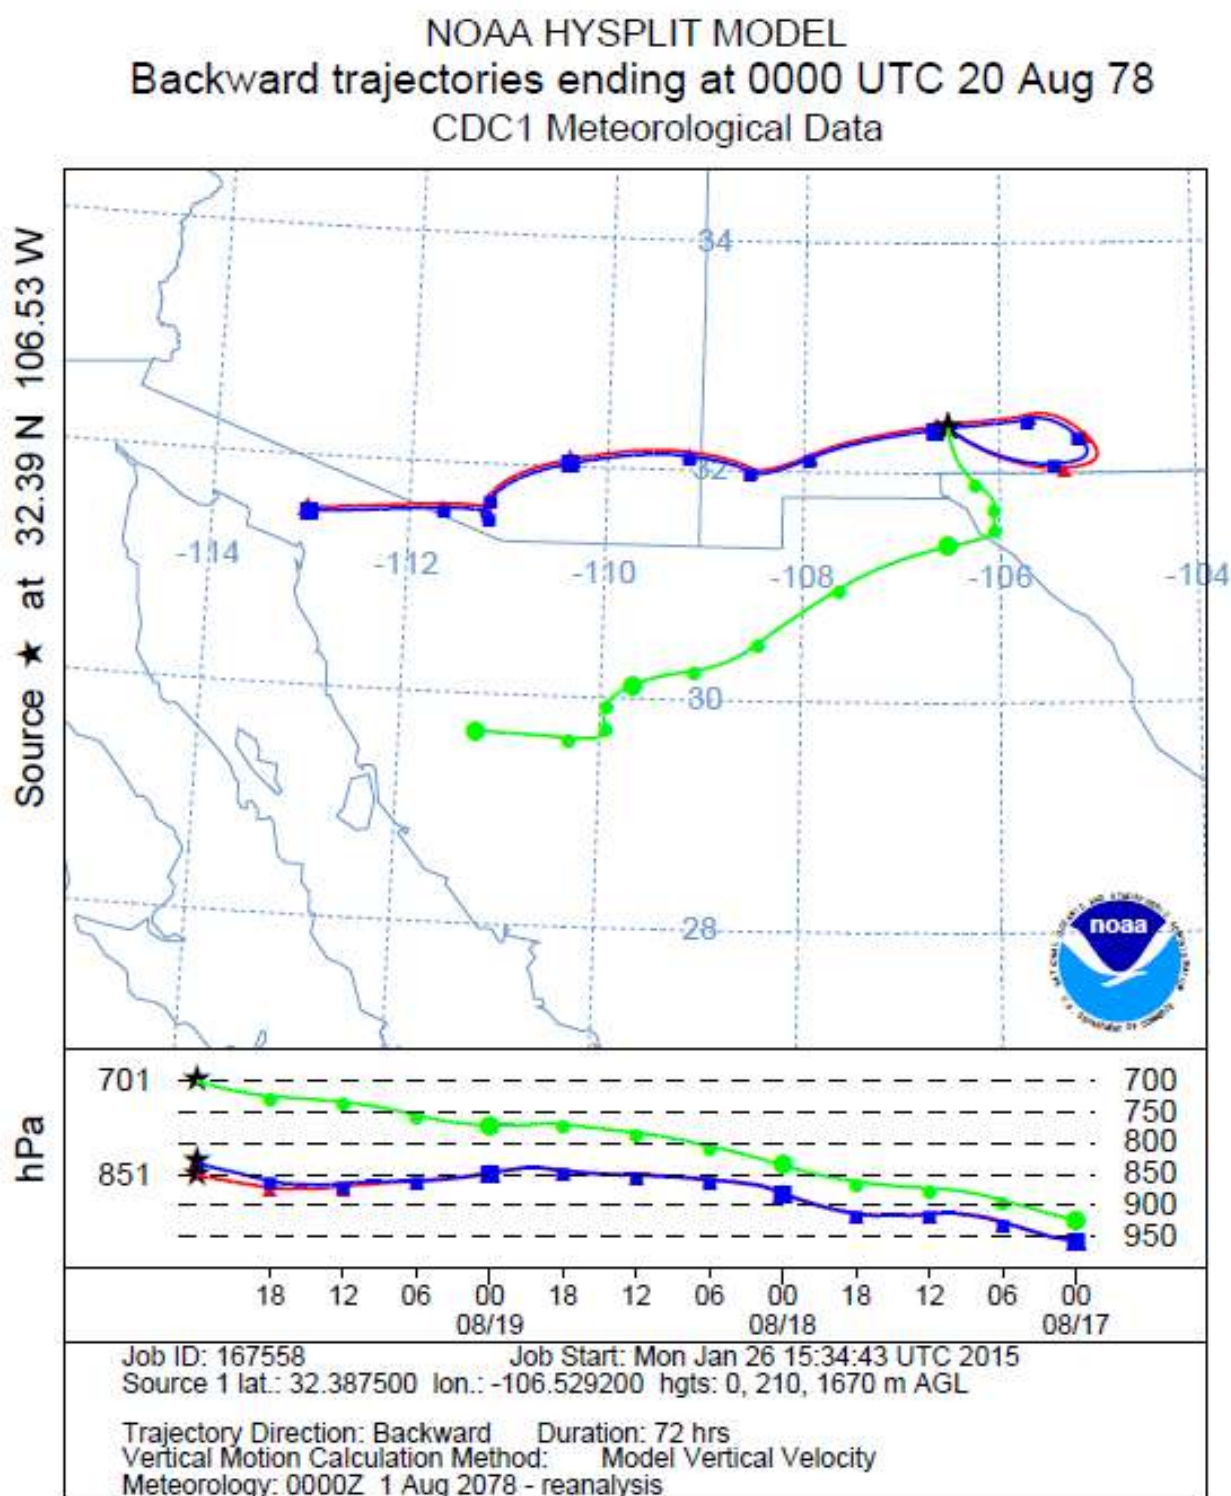 NOAA HYSPLIT MODEL
Backward trajectories ending at 0000 UTC 20 Aug 78
CDC1 Meteorological Data
Source ★ at 32.39 N 106.53 W
34
32
-114
-112
-110
-108
-106
-104
30
28
noaa
hPa
701
851
700
750
800
850
900
950
18 12 06 00 18 12 06 00 18 12 06 00
08/19 08/18 08/17
Job ID: 167558 Job Start: Mon Jan 26 15:34:43 UTC 2015
Source 1 lat.: 32.387500 lon.: -106.529200 hgts: 0, 210, 1670 m AGL
Trajectory Direction: Backward Duration: 72 hrs
Vertical Motion Calculation Method: Model Vertical Velocity
Meteorology: 0000Z 1 Aug 2078 - reanalysis